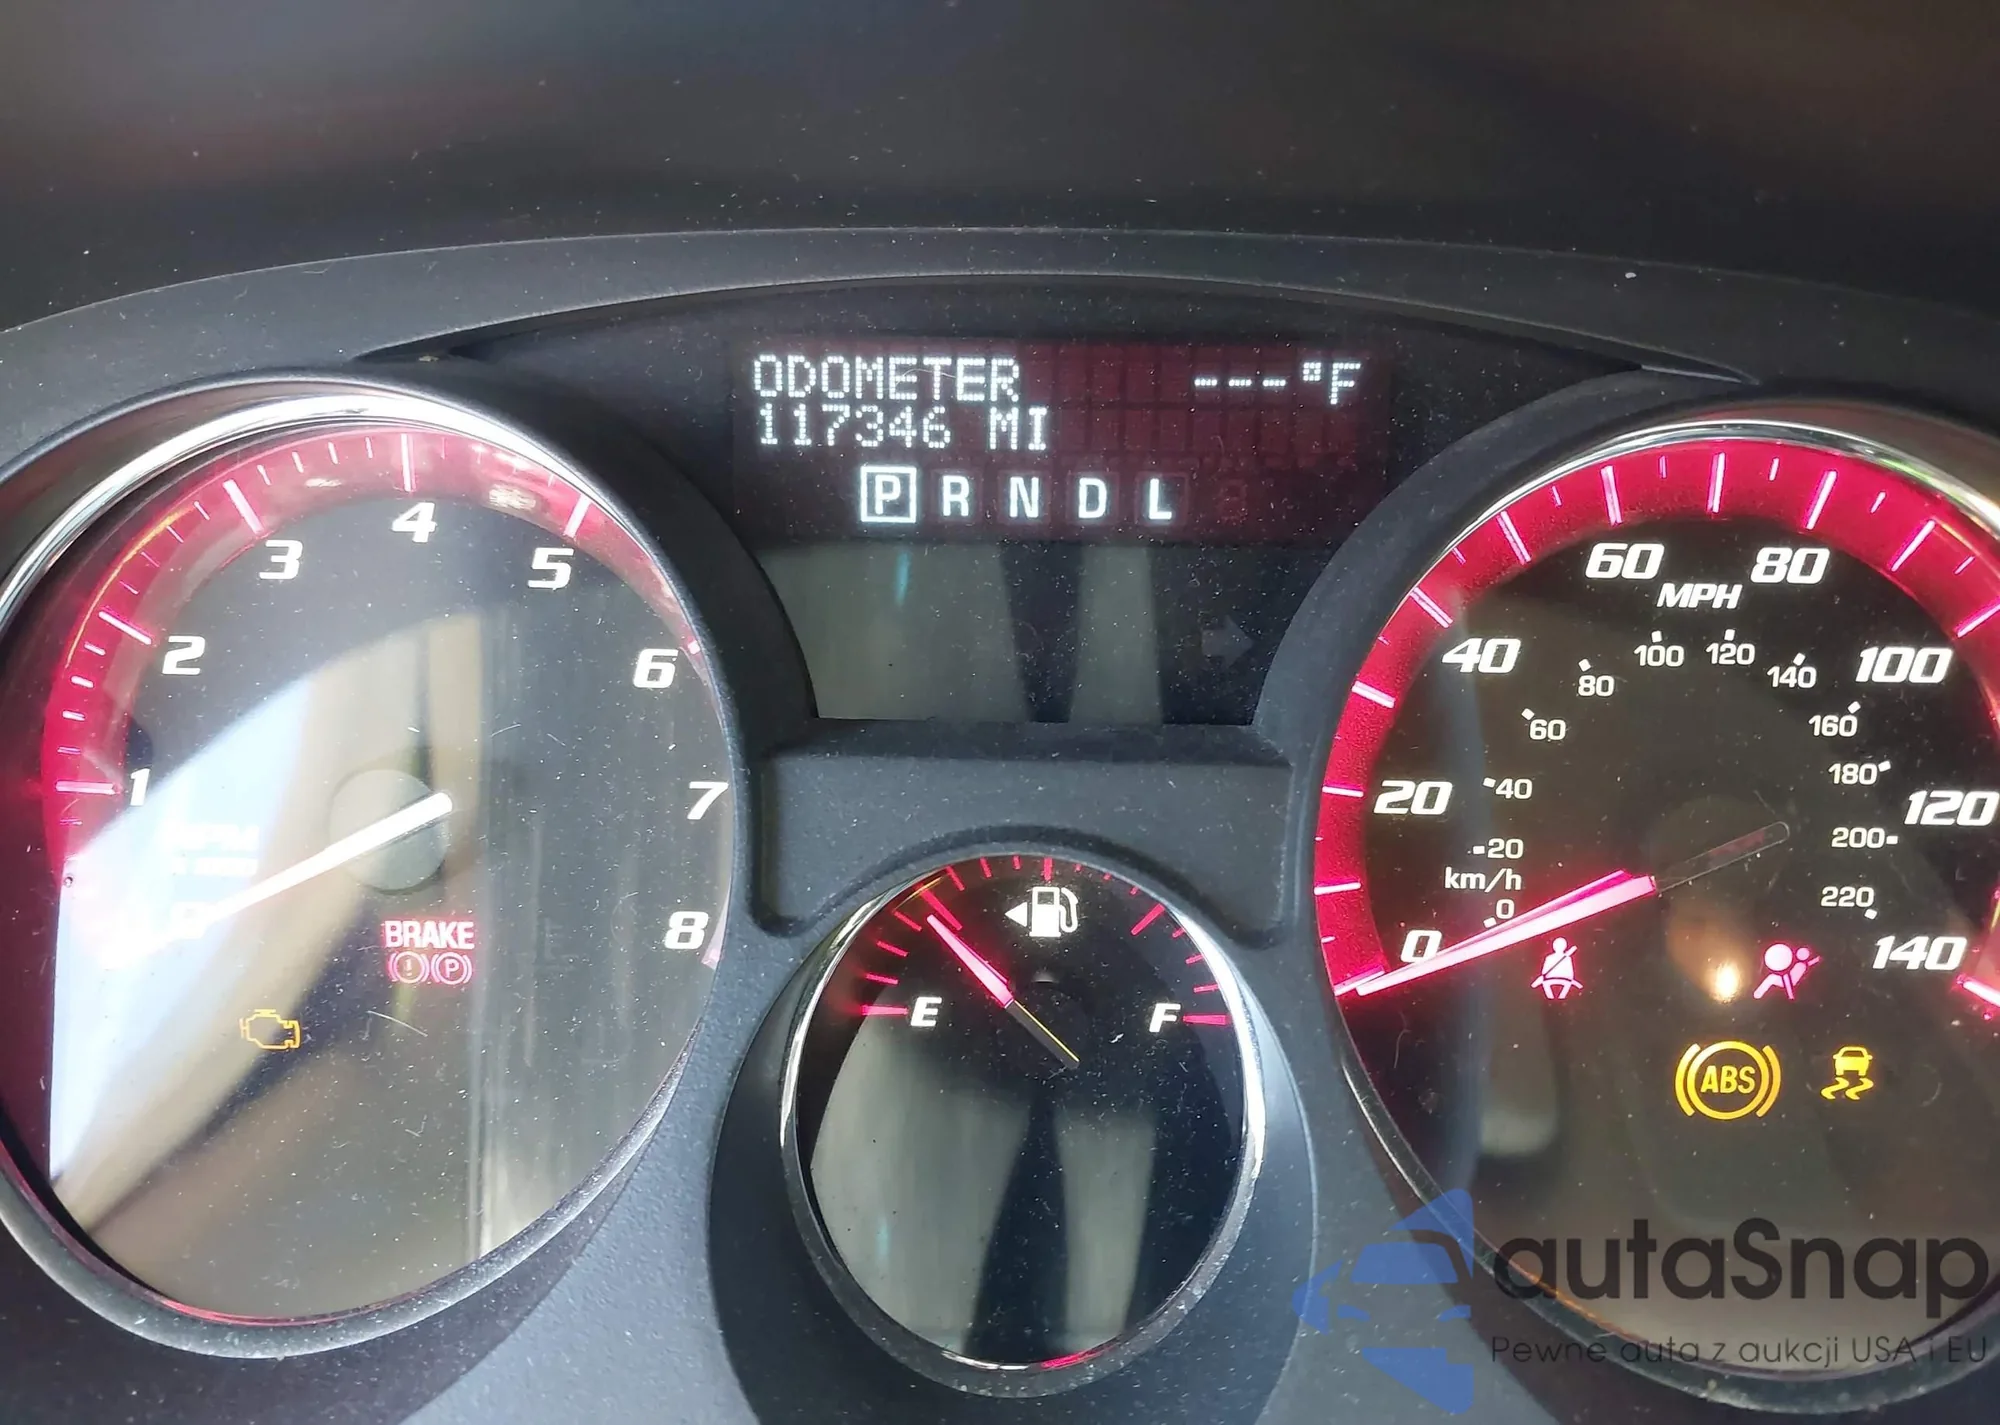 ODOMETER ---°F
117346 MI
P R N D L
1 2 3 4 5 6 7 8
BRAKE
! P
E F
0 20 40 60 80 100 120 140
MPH
0 20 40 60 80 100 120 140 160 180 200 220
km/h
ABS
autaSnap
Pewne auta z aukcji USA i EU